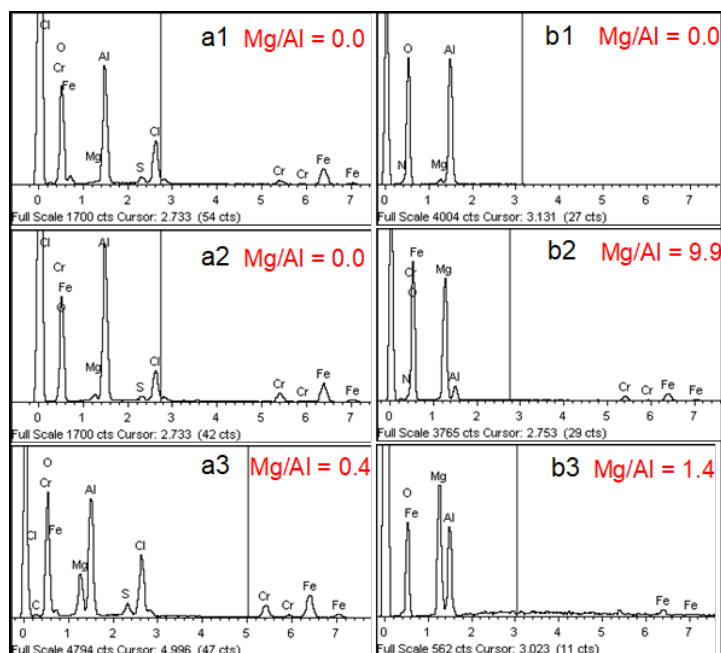 Cl
O
Cr
Fe
Mg
Al
S
Cl
Cr
Cr
Fe
Fe
a1 Mg/Al = 0.0
0 1 2 3 4 5 6 7
Full Scale 1700 cts Cursor: 2.733 (54 cts)
O
N
Mg
Al
b1 Mg/Al = 0.0
0 1 2 3 4 5 6 7
Full Scale 4004 cts Cursor: 3.131 (27 cts)
Cl
Cr
Fe
O
Mg
Al
S
Cl
Cr
Cr
Fe
Fe
a2 Mg/Al = 0.0
0 1 2 3 4 5 6 7
Full Scale 1700 cts Cursor: 2.733 (42 cts)
Fe
Cr
O
N
Mg
Al
Cr
Cr
Fe
Fe
b2 Mg/Al = 9.9
0 1 2 3 4 5 6 7
Full Scale 3765 cts Cursor: 2.753 (29 cts)
O
Cr
Cl
Fe
C
Mg
Al
S
Cl
Cr
Cr
Fe
Fe
a3 Mg/Al = 0.4
0 1 2 3 4 5 6 7
Full Scale 4794 cts Cursor: 4.996 (47 cts)
O
Fe
Mg
Al
Fe
Fe
b3 Mg/Al = 1.4
0 1 2 3 4 5 6 7
Full Scale 562 cts Cursor: 3.023 (11 cts)